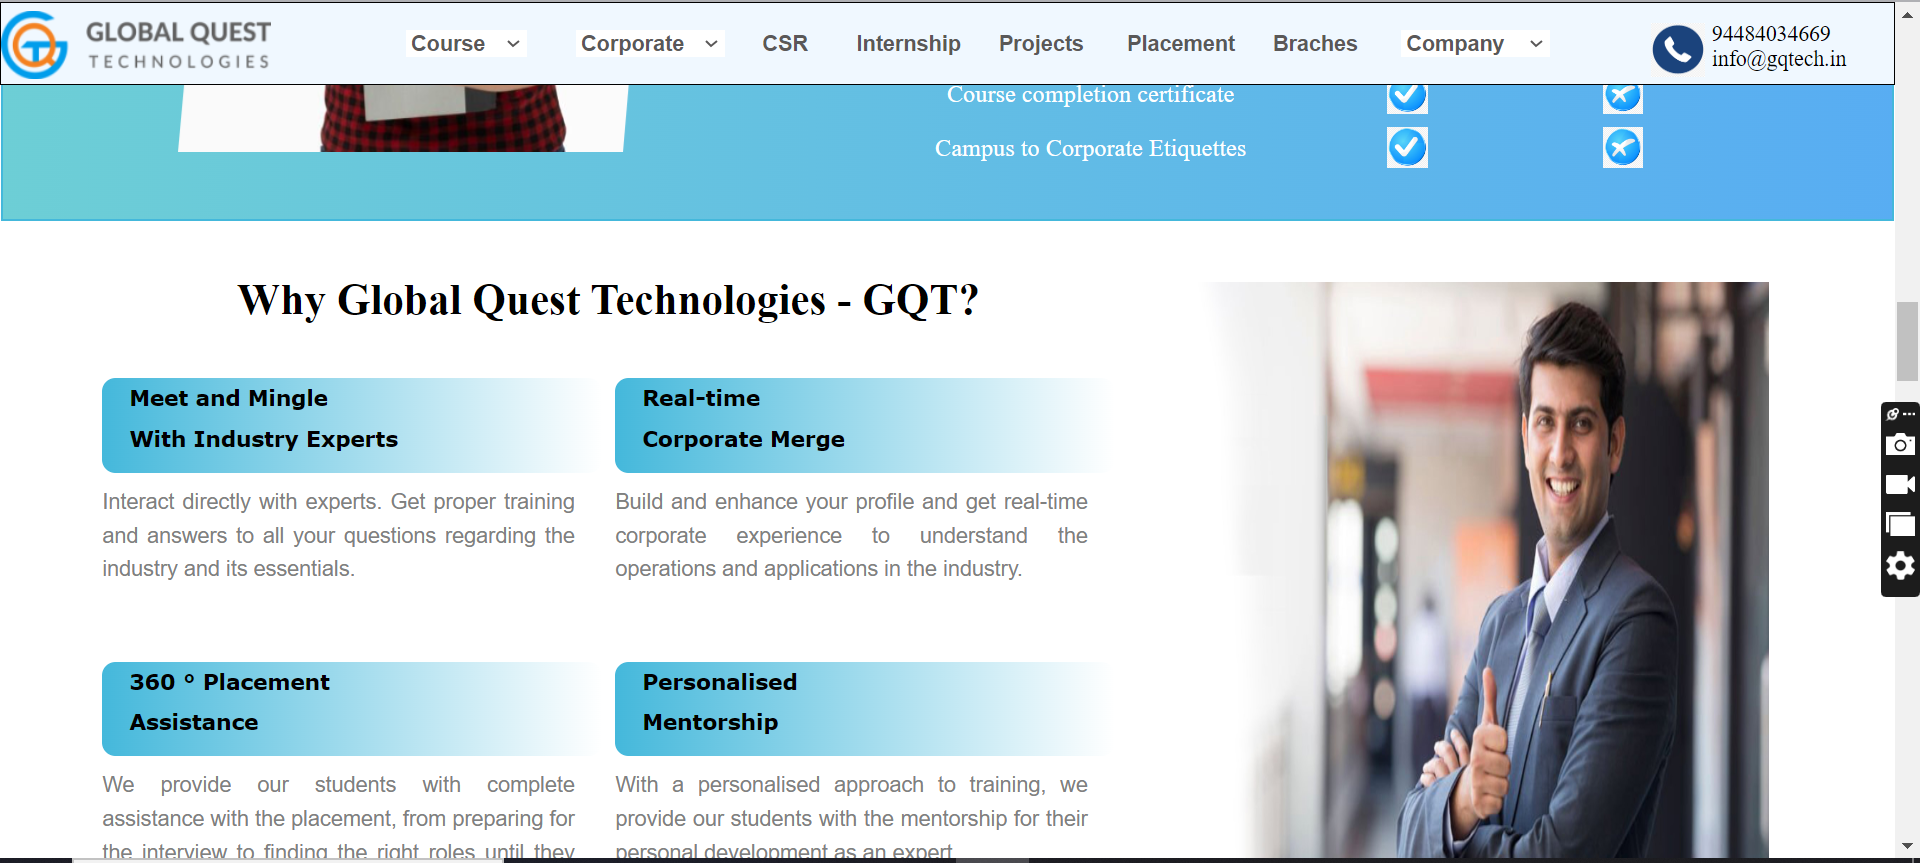 GLOBAL QUEST
TECHNOLOGIES
Course
Corporate
CSR
Internship
Projects
Placement
Braches
Company
94484034669
info@gqtech.in
Course completion certificate
Campus to Corporate Etiquettes
Why Global Quest Technologies - GQT?
Meet and Mingle
With Industry Experts
Interact directly with experts. Get proper training
and answers to all your questions regarding the
industry and its essentials.
Real-time
Corporate Merge
Build and enhance your profile and get real-time
corporate experience to understand the
operations and applications in the industry.
360 ° Placement
Assistance
We provide our students with complete
assistance with the placement, from preparing for
the interview to finding the right roles until they
Personalised
Mentorship
With a personalised approach to training, we
provide our students with the mentorship for their
personal development as an expert